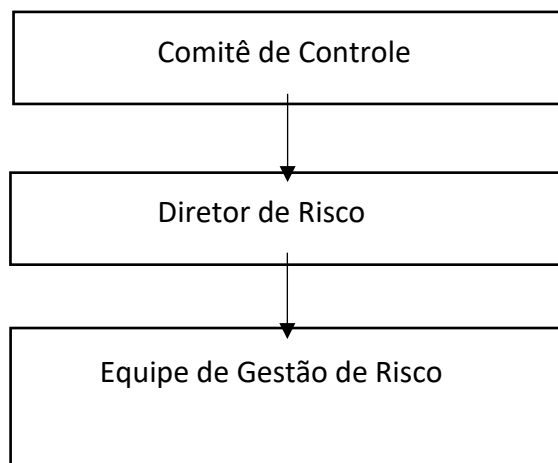 Comitê de Controle
Diretor de Risco
Equipe de Gestão de Risco